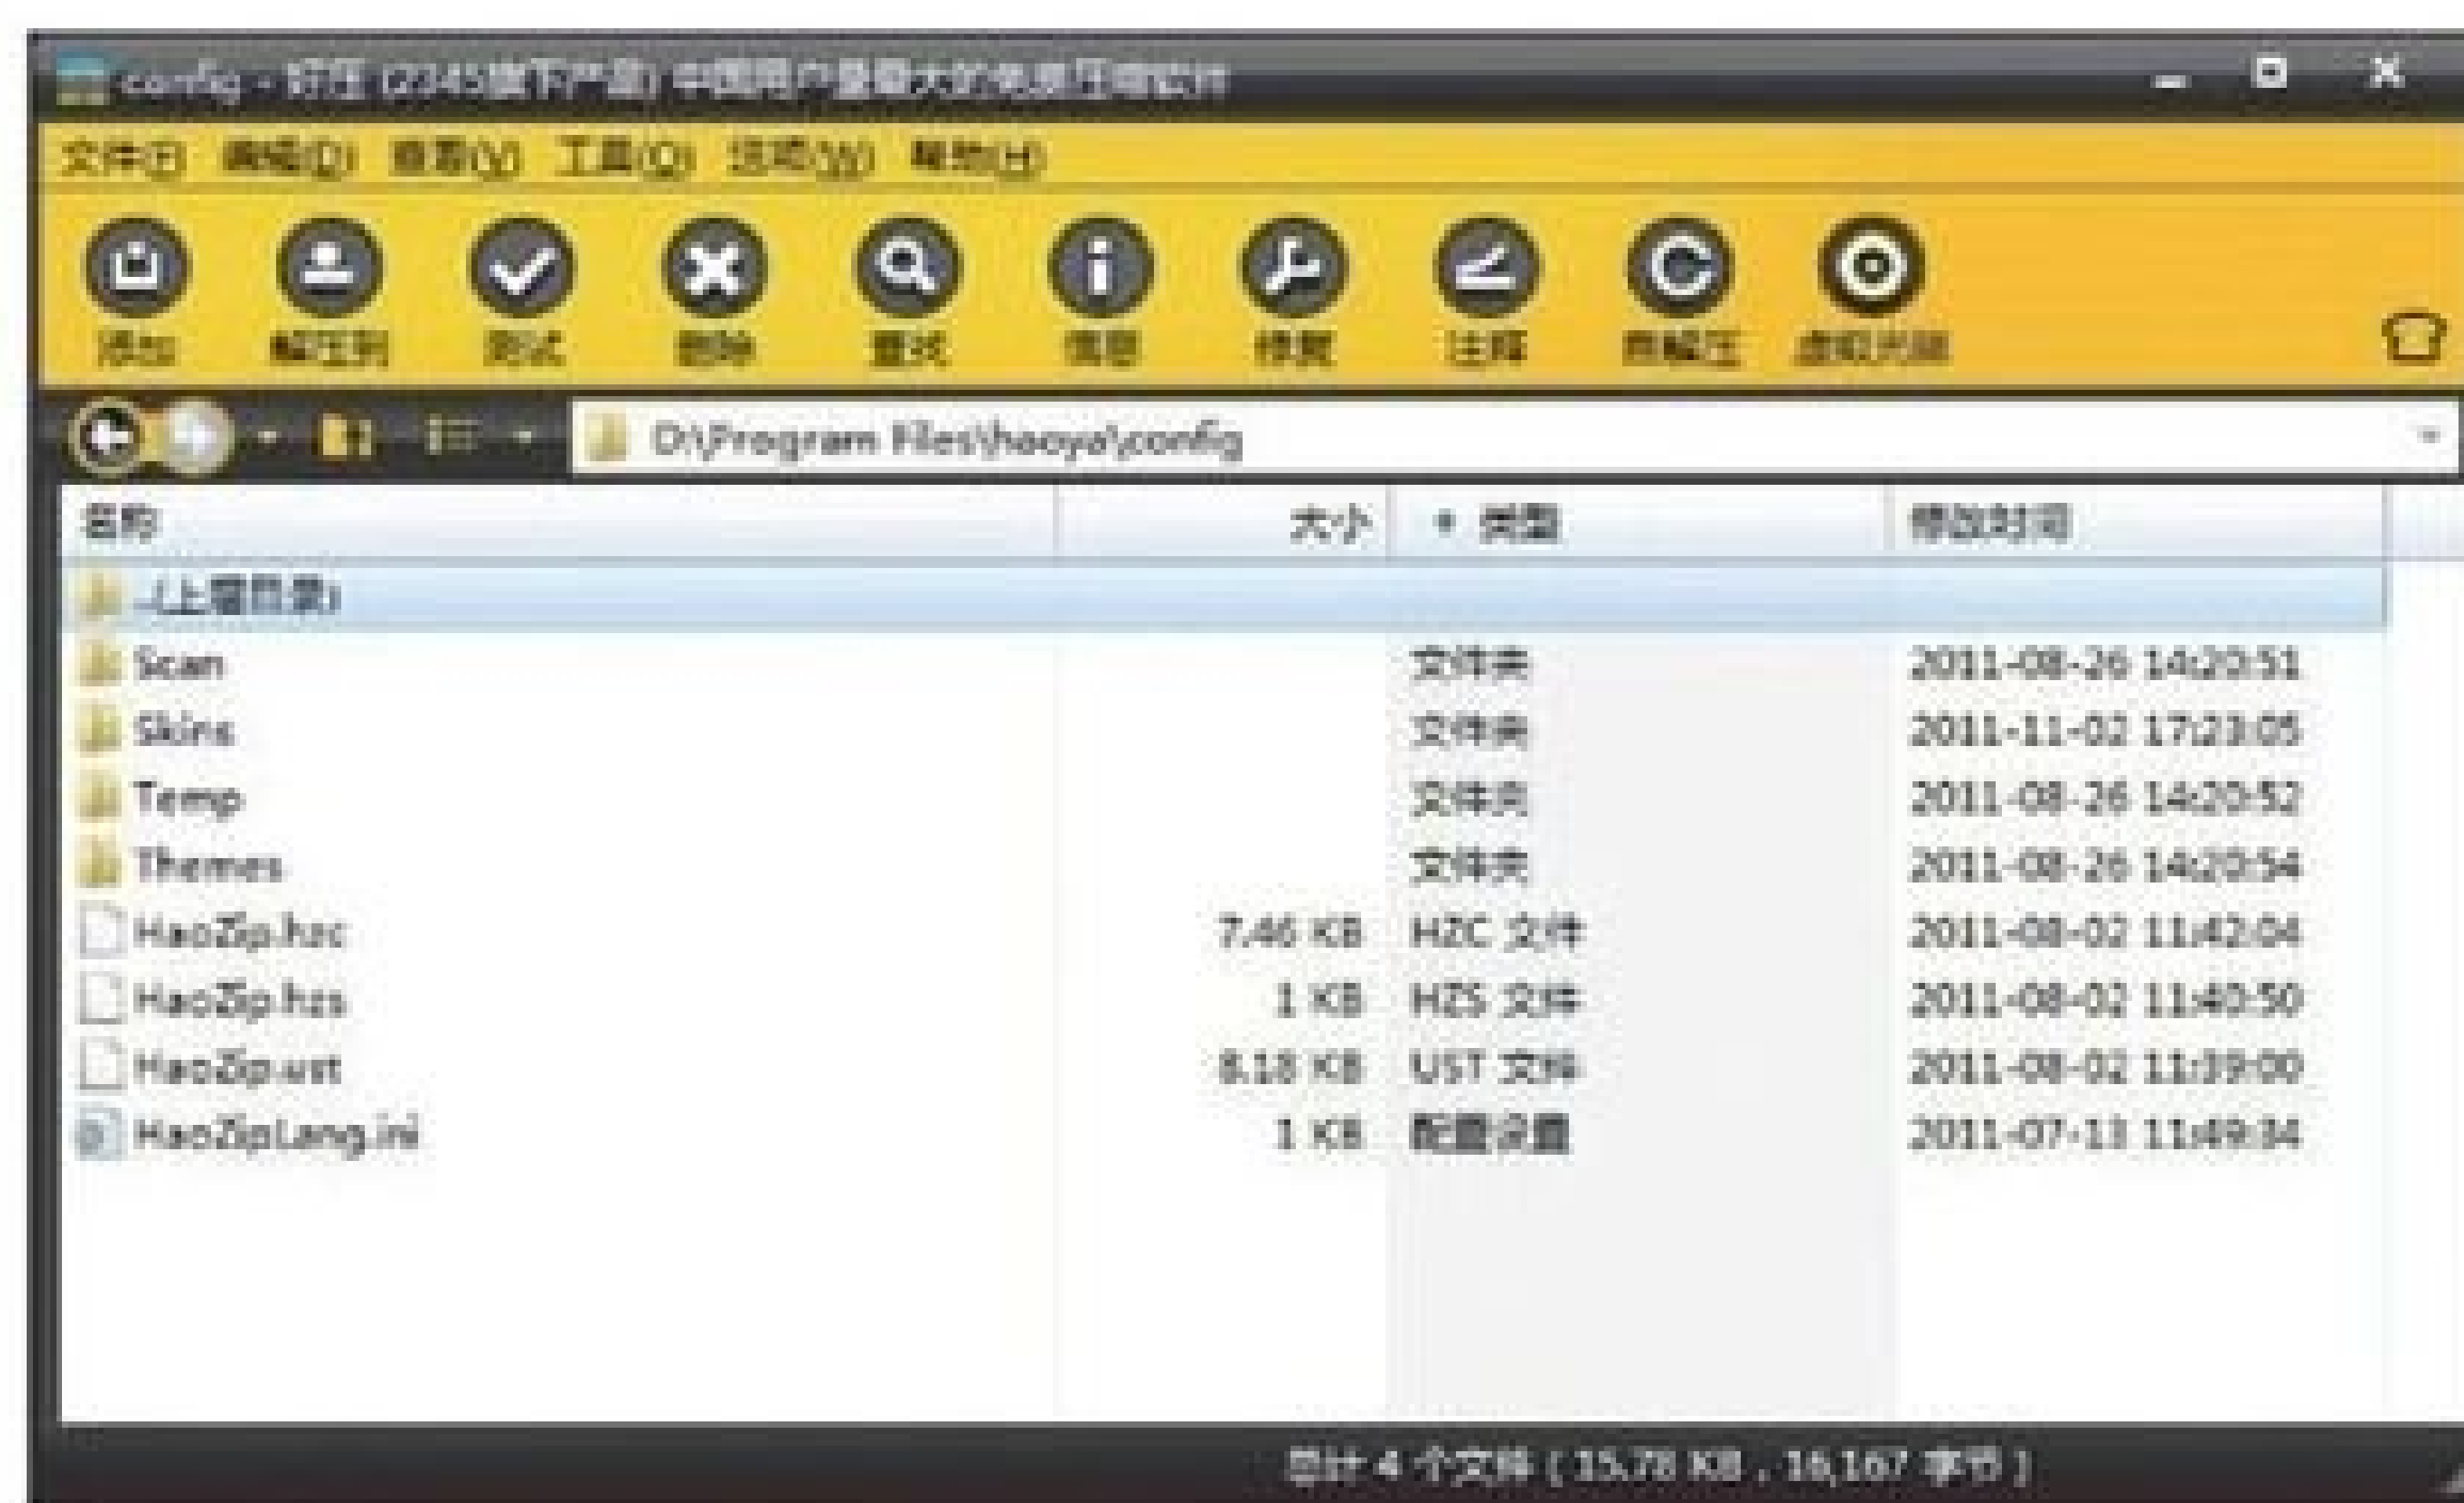 config - 好压 (2345旗下产品) 中国用户量最大的免费压缩软件
文件(F) 编辑(D) 查看(V) 工具(Q) 选项(W) 帮助(H)
添加 解压到 测试 删除 查找 信息 修复 注释 自解压 虚拟光驱
D:\Program Files\haoya\config
名称 大小 类型 修改时间
..(上层目录)
Scan 文件夹 2011-08-26 14:20:51
Skins 文件夹 2011-11-02 17:23:05
Temp 文件夹 2011-08-26 14:20:52
Themes 文件夹 2011-08-26 14:20:54
HaoZip.hzc 7.46 KB HZC 文件 2011-08-02 11:42:04
HaoZip.hzs 1 KB HZS 文件 2011-08-02 11:40:50
HaoZip.ust 8.18 KB UST 文件 2011-08-02 11:39:00
HaoZipLang.ini 1 KB 配置设置 2011-07-13 11:49:34
总计 4 个文件 ( 15.78 KB , 16,167 字节 )